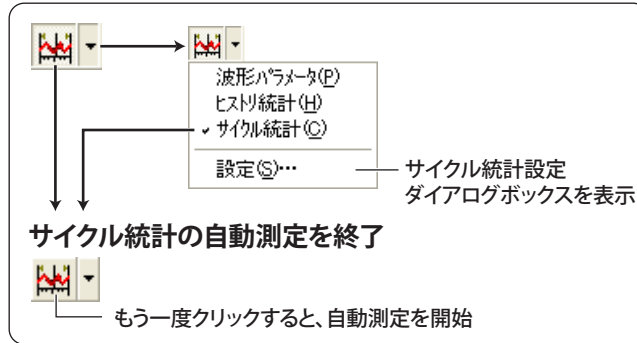 波形パラメータ(P)
ヒストリ統計(H)
サイクル統計(C)
設定(S)…
サイクル統計設定
ダイアログボックスを表示
サイクル統計の自動測定を終了
もう一度クリックすると、自動測定を開始